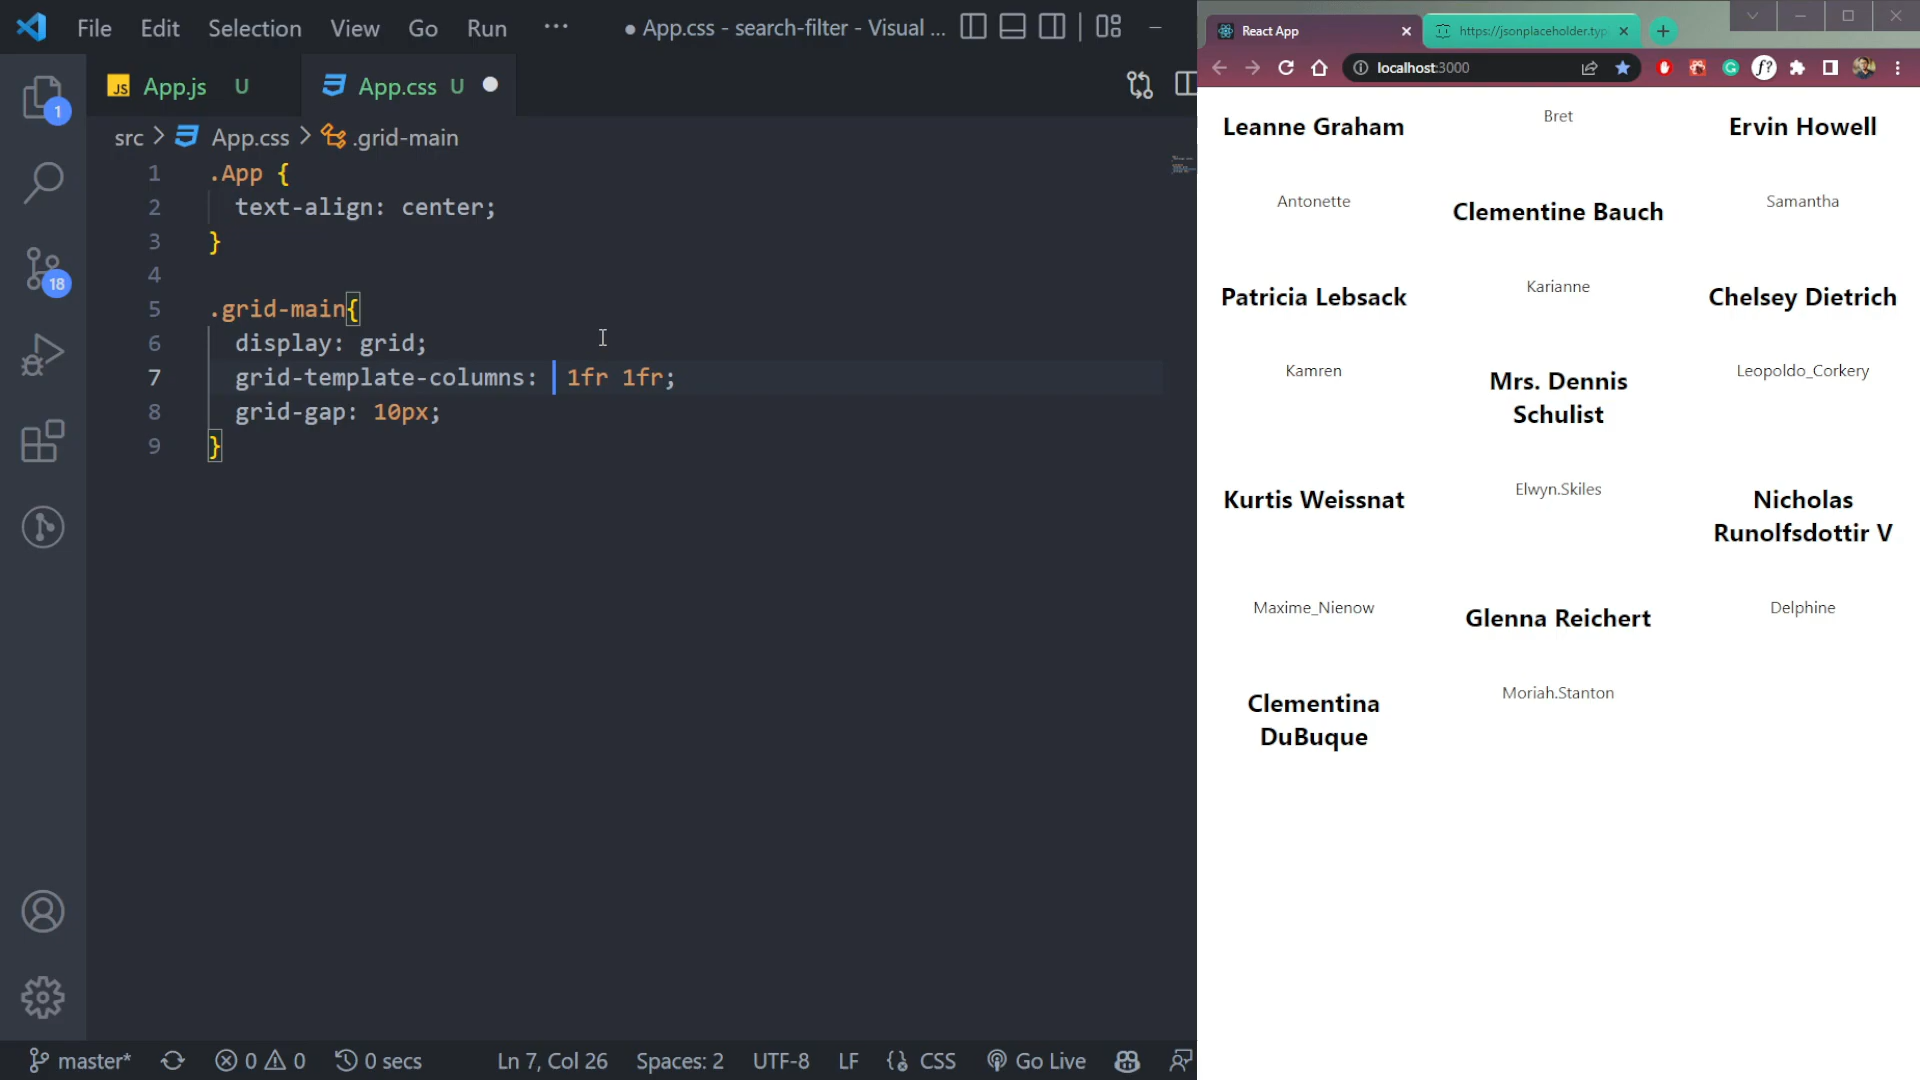 File Edit Selection View Go Run ···
● App.css - search-filter - Visual ...
JS App.js U
App.css U ●
src > App.css > .grid-main
1 .App {
2 text-align: center;
3 }
4
5 .grid-main{
6 display: grid;
7 grid-template-columns: 1fr 1fr;
8 grid-gap: 10px;
9 }
1
18
master* 0 0 0 secs Ln 7, Col 26 Spaces: 2 UTF-8 LF CSS Go Live
React App
https://jsonplaceholder.typ
localhost:3000
f?
Leanne Graham Bret Ervin Howell
Antonette Clementine Bauch Samantha
Patricia Lebsack Karianne Chelsey Dietrich
Kamren Mrs. Dennis Leopoldo_Corkery
Schulist
Kurtis Weissnat Elwyn.Skiles Nicholas
Runolfsdottir V
Maxime_Nienow Glenna Reichert Delphine
Clementina Moriah.Stanton
DuBuque